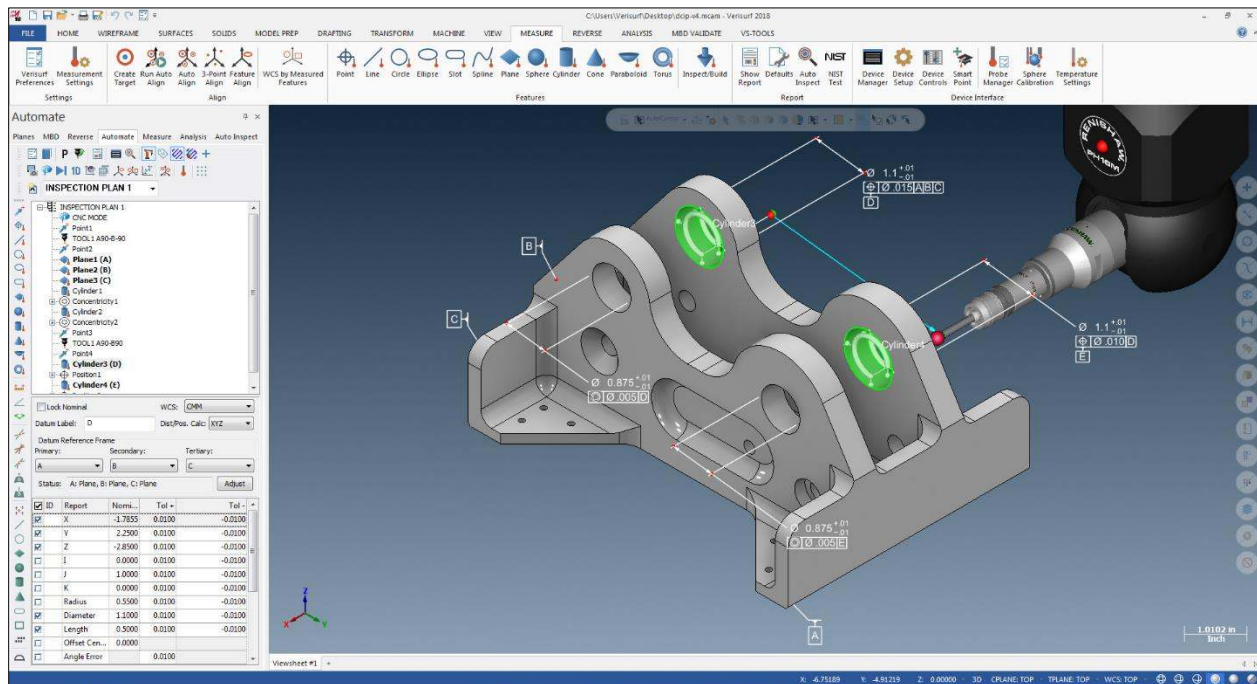 C:\Users\Verisurf\Desktop\dcip-v4.mcam - Verisurf 2018
FILE HOME WIREFRAME SURFACES SOLIDS MODEL PREP DRAFTING TRANSFORM MACHINE VIEW MEASURE REVERSE ANALYSIS MBD VALIDATE VS-TOOLS
Verisurf Preferences
Measurement Settings
Create Target
Run Auto Align
Auto Align
3-Point Align
Feature Align
WCS by Measured Features
Point Line Circle Ellipse Slot Spline Plane Sphere Cylinder Cone Paraboloid Torus Inspect/Build
Show Report
Defaults
Auto Inspect
NIST
NIST Test
Device Manager
Device Setup
Device Controls
Smart Point
Probe Manager
Sphere Calibration
Temperature Settings
Settings Align Features Report Device Interface
Automate
Planes MBD Reverse Automate Measure Analysis Auto Inspect
P
1D
INSPECTION PLAN 1
INSPECTION PLAN 1
CNC MODE
Point1
TOOL1 A90-B-90
Point2
Plane1 (A)
Plane2 (B)
Plane3 (C)
Cylinder1
Concentricity1
Cylinder2
Concentricity2
Point3
TOOL1 A90-B90
Point4
Cylinder3 (D)
Position1
Cylinder4 (E)
Lock Nominal WCS: CMM
Datum Label: D Dist/Pos. Calc: XYZ
Datum Reference Frame
Primary: Secondary: Tertiary:
A B C
Status: A: Plane, B: Plane, C: Plane Adjust
ID Report Nomi... Tol + Tol -
X -1.7855 0.0100 -0.0100
Y 2.2500 0.0100 -0.0100
Z -2.8500 0.0100 -0.0100
I 0.0000 0.0100 -0.0100
J 1.0000 0.0100 -0.0100
K 0.0000 0.0100 -0.0100
Radius 0.5500 0.0100 -0.0100
Diameter 1.1000 0.0100 -0.0100
Length 0.5000 0.0100 -0.0100
Offset Cen... 0.0000
Angle Error 0.0100
AutoCursor
RENISHAW
PH10M
Ø 1.1 +.01 -.01
Ø .015 A B C
D
Cylinder3
B
C
Cylinder4
Ø 1.1 +.01 -.01
Ø .010 D
E
Ø 0.875 +.01 -.01
Ø .005 D
Ø 0.875 +.01 -.01
Ø .005 E
A
Z
X Y
1.0102 in
Inch
Viewsheet #1 +
X: -6.75189 Y: -4.91219 Z: 0.00000 3D CPLANE: TOP TPLANE: TOP WCS: TOP